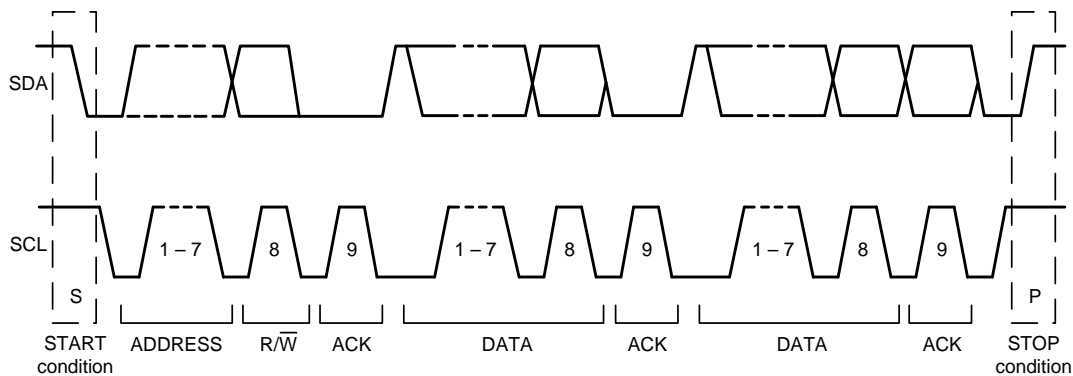 SDA
SCL
1 – 7 8 9 1 – 7 8 9 1 – 7 8 9
S P
START condition
ADDRESS R/W̅ ACK DATA ACK DATA ACK
STOP condition